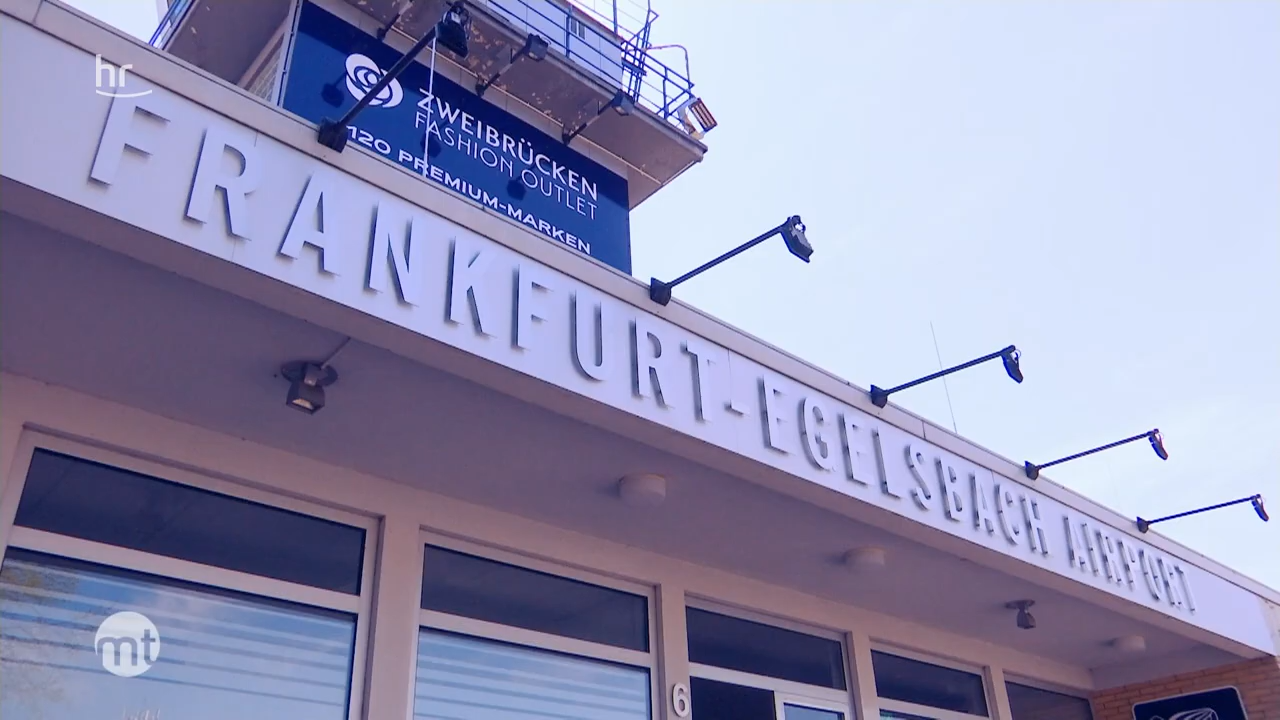 hr
ZWEIBRÜCKEN
FASHION OUTLET
120 PREMIUM-MARKEN
FRANKFURT-EGELSBACH AIRPORT
6
mt